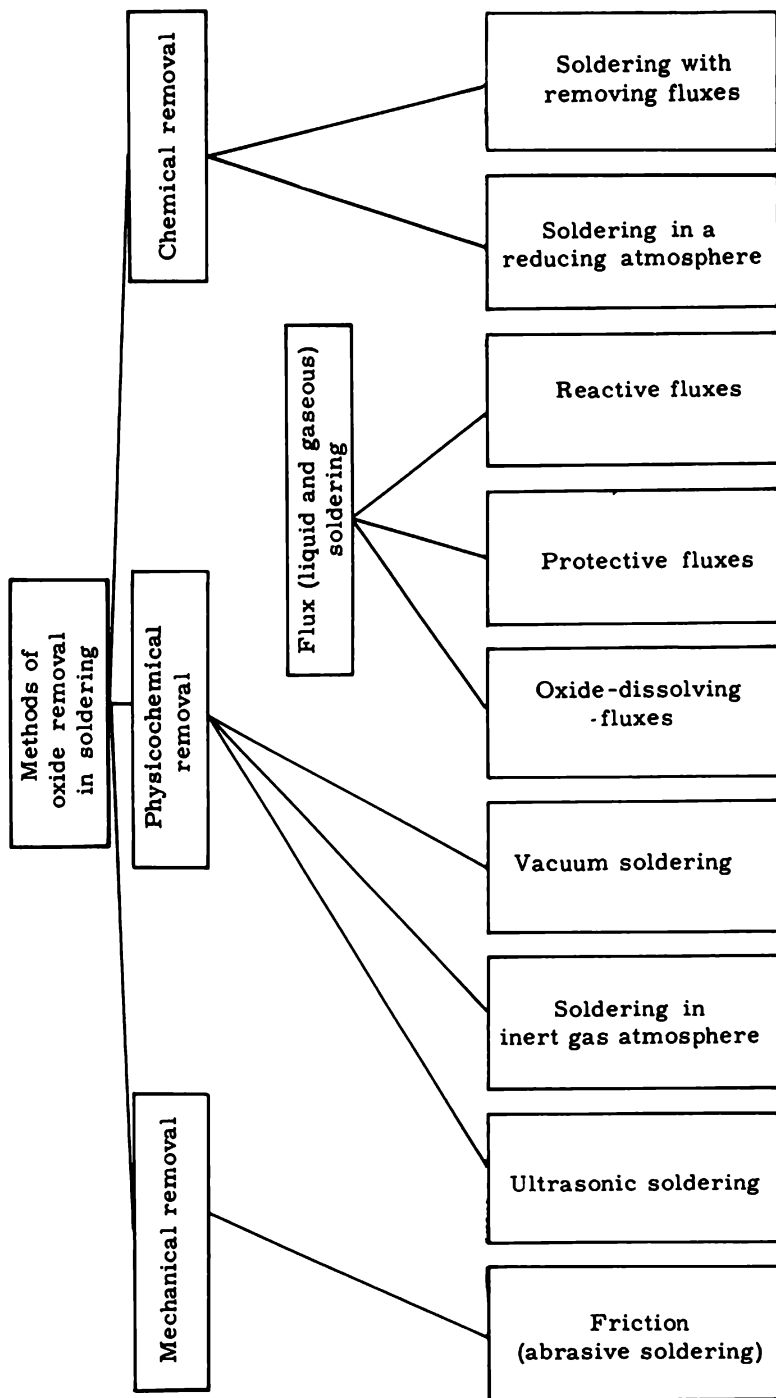 Methods of
oxide removal
in soldering
Chemical removal
Physicochemical
removal
Mechanical removal
Flux (liquid and gaseous)
soldering
Soldering with
removing fluxes
Soldering in a
reducing atmosphere
Reactive fluxes
Protective fluxes
Oxide-dissolving
-fluxes
Vacuum soldering
Soldering in
inert gas atmosphere
Ultrasonic soldering
Friction
(abrasive soldering)